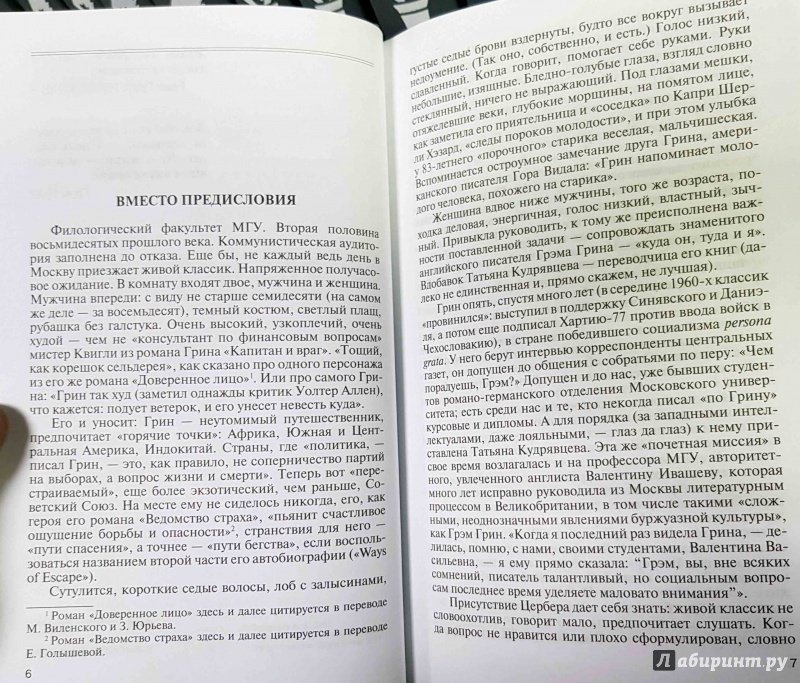 ВМЕСТО ПРЕДИСЛОВИЯ
Филологический факультет МГУ. Вторая половина
восьмидесятых прошлого века. Коммунистическая аудито-
рия заполнена до отказа. Еще бы, не каждый ведь день в
Москву приезжает живой классик. Напряженное получасо-
вое ожидание. В комнату входят двое, мужчина и женщина.
Мужчина впереди: с виду не старше семидесяти (на самом
же деле — за восемьдесят), темный костюм, светлый плащ,
рубашка без галстука. Очень высокий, узкоплечий, очень
худой — чем не «консультант по финансовым вопросам»
мистер Квигли из романа Грина «Капитан и враг». «Тощий,
как корешок сельдерея», как сказано про одного персонажа
из его же романа «Доверенное лицо»¹. Или про самого Гри-
на: «Грин так худ (заметил однажды критик Уолтер Аллен),
что кажется: подует ветерок, и его унесет невесть куда».
Его и уносит: Грин — неутомимый путешественник,
предпочитает «горячие точки»: Африка, Южная и Цент-
ральная Америка, Индокитай. Страны, где «политика, —
писал Грин, — это, как правило, не соперничество партий
на выборах, а вопрос жизни и смерти». Теперь вот «пере-
страиваемый», еще более экзотический, чем раньше, Со-
ветский Союз. На месте ему не сиделось никогда, его, как
героя его романа «Ведомство страха», «пьянит счастливое
ощущение борьбы и опасности»², странствия для него —
«пути спасения», а точнее — «пути бегства», если восполь-
зоваться названием второй части его автобиографии («Ways
of Escape»).
Сутулится, короткие седые волосы, лоб с залысинами,
¹ Роман «Доверенное лицо» здесь и далее цитируется в переводе
М. Виленского и З. Юрьева.
² Роман «Ведомство страха» здесь и далее цитируется в переводе
Е. Голышевой.
6
густые седые брови вздернуты, будто все вокруг вызывает
недоумение. (Так оно, собственно, и есть.) Голос низкий,
сдавленный. Когда говорит, помогает себе руками. Руки
небольшие, изящные. Бледно-голубые глаза, взгляд словно
стеклянный, ничего не выражающий. Под глазами мешки,
отяжелевшие веки, глубокие морщины, на помятом лице,
как заметила его приятельница и «соседка» по Капри Шер-
ли Хэзард, «следы пороков молодости», и при этом улыбка
у 83-летнего «порочного» старика веселая, мальчишеская.
Вспоминается остроумное замечание друга Грина, амери-
канского писателя Гора Видала: «Грин напоминает моло-
дого человека, похожего на старика».
Женщина вдвое ниже мужчины, того же возраста, по-
ходка деловая, энергичная, голос низкий, властный, зыч-
ный. Привыкла руководить, к тому же преисполнена важ-
ности поставленной задачи — сопровождать знаменитого
английского писателя Грэма Грина — «куда он, туда и я».
Вдобавок Татьяна Кудрявцева — переводчица его книг (да-
леко не единственная и, прямо скажем, не лучшая).
Грин опять, спустя много лет (в середине 1960-х классик
«провинился»: выступил в поддержку Синявского и Даниэ-
ля, а потом еще подписал Хартию-77 против ввода войск в
Чехословакию), в стране победившего социализма persona
grata. У него берут интервью корреспонденты центральных
газет, он допущен до общения с собратьями по перу: «Чем
порадуешь, Грэм?» Допущен и до нас, уже бывших студен-
тов романо-германского отделения Московского универ-
ситета; есть среди нас и те, кто некогда писал «по Грину»
курсовые и дипломы. А для порядка (за западными интел-
лектуалами, даже лояльными, — глаз да глаз) к нему при-
ставлена Татьяна Кудрявцева. Эта же «почетная миссия» в
свое время возлагалась и на профессора МГУ, авторитет-
ного, увлеченного англиста Валентину Ивашеву, которая
много лет исправно руководила из Москвы литературным
процессом в Великобритании, в том числе такими «слож-
ными, неоднозначными явлениями буржуазной культуры»,
как Грэм Грин. «Когда я последний раз видела Грина, — де-
лилась, помню, с нами, своими студентами, Валентина Ва-
сильевна, — я ему прямо сказала: “Грэм, вы, вне всяких
сомнений, писатель талантливый, но социальным вопро-
сам последнее время уделяете маловато внимания”».
Присутствие Цербера дает себя знать: живой классик не
словоохотлив, говорит мало, предпочитает слушать. Ког-
да вопрос не нравится или плохо сформулирован, словно
7
Лабиринт.ру